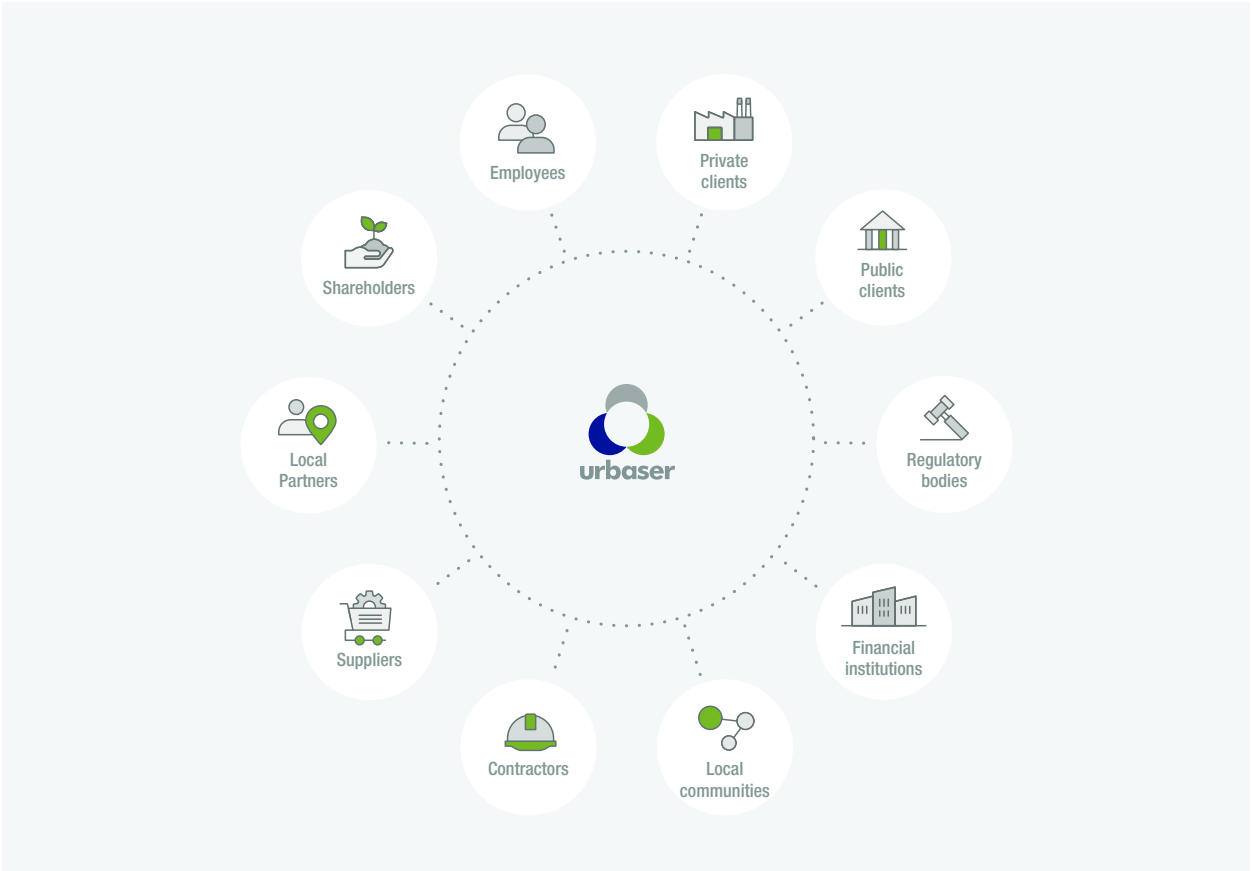 Employees
Private
clients
Shareholders
Public
clients
Local
Partners
urbaser
Regulatory
bodies
Suppliers
Financial
institutions
Contractors
Local
communities